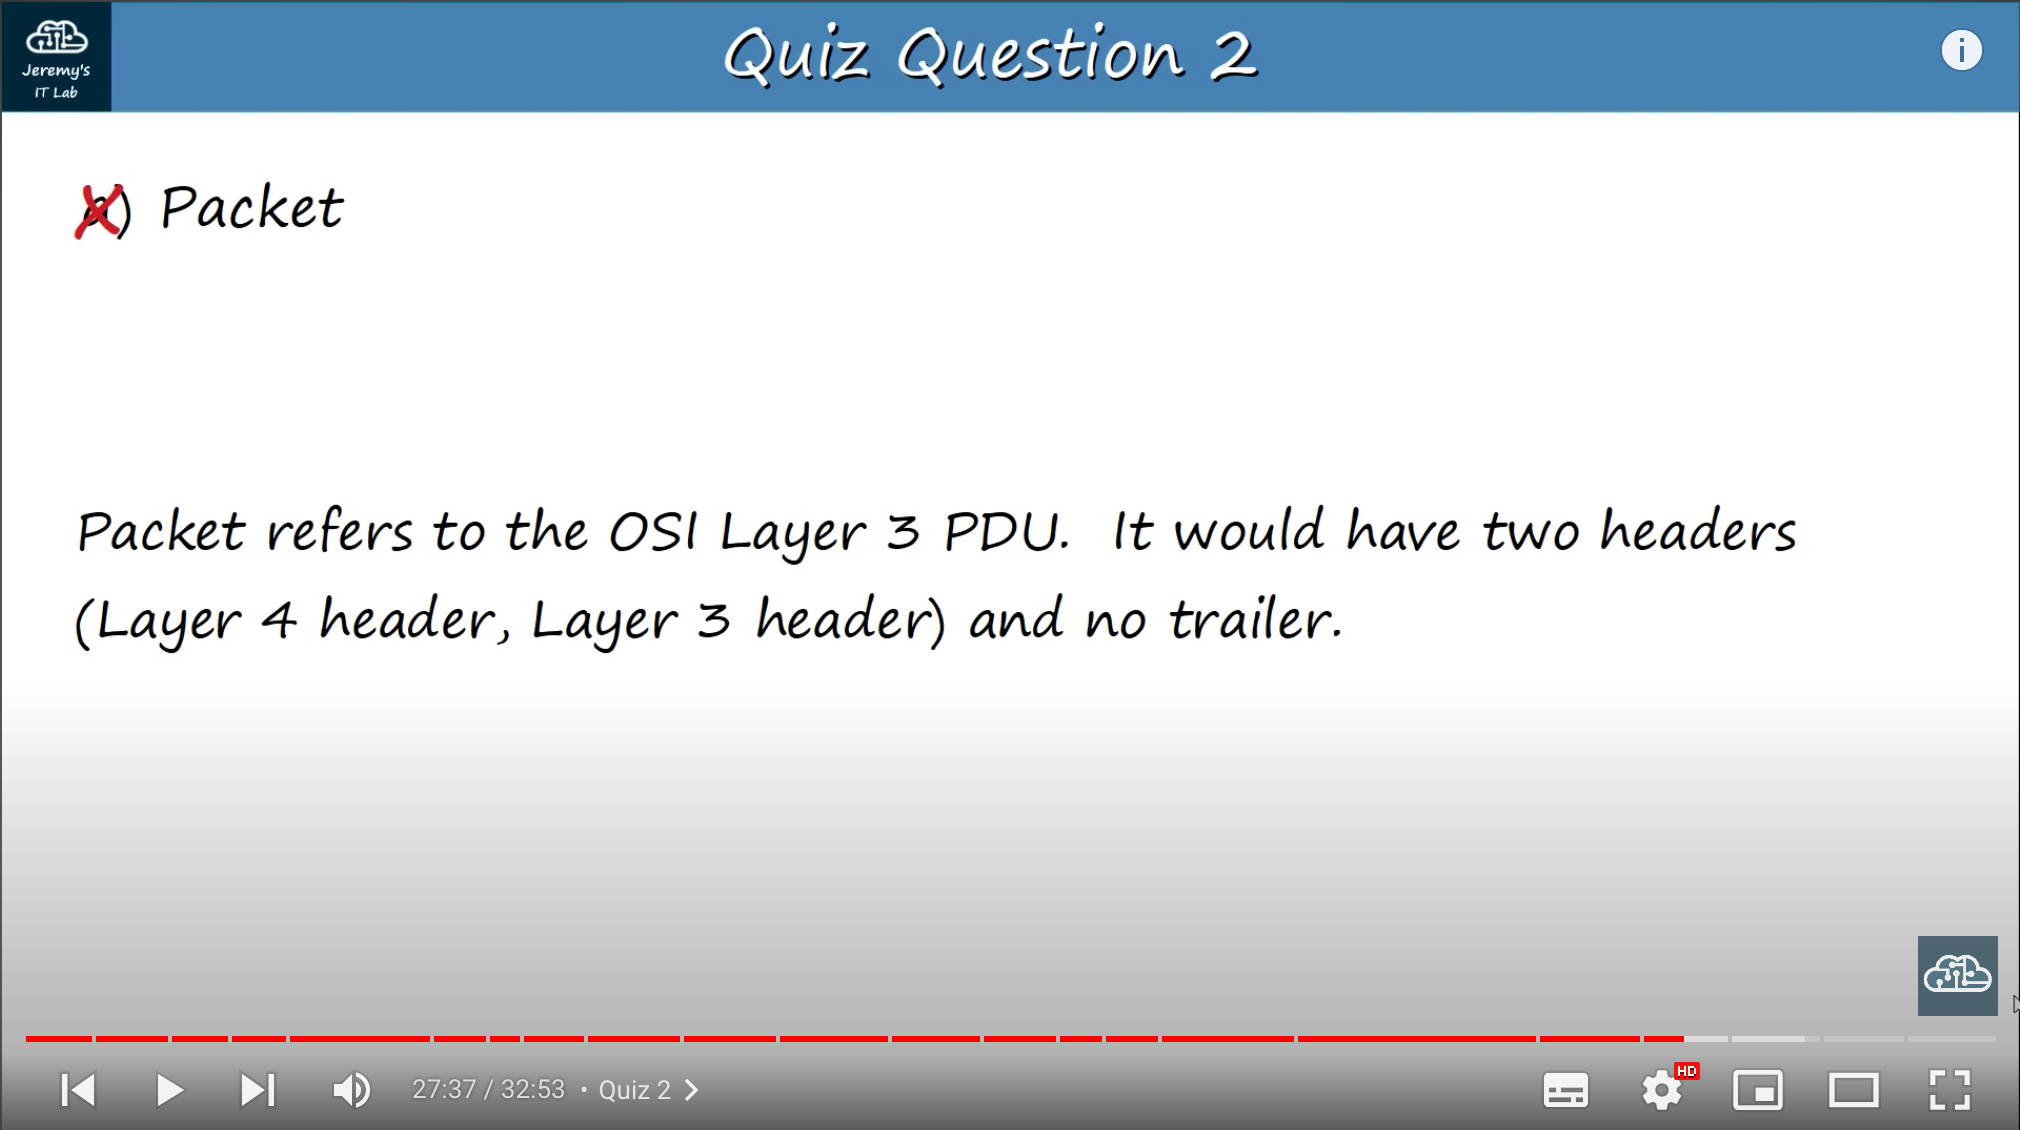 Jeremy's
IT Lab
Quiz Question 2
a) Packet
Packet refers to the OSI Layer 3 PDU. It would have two headers
(Layer 4 header, Layer 3 header) and no trailer.
27:37 / 32:53 • Quiz 2
HD